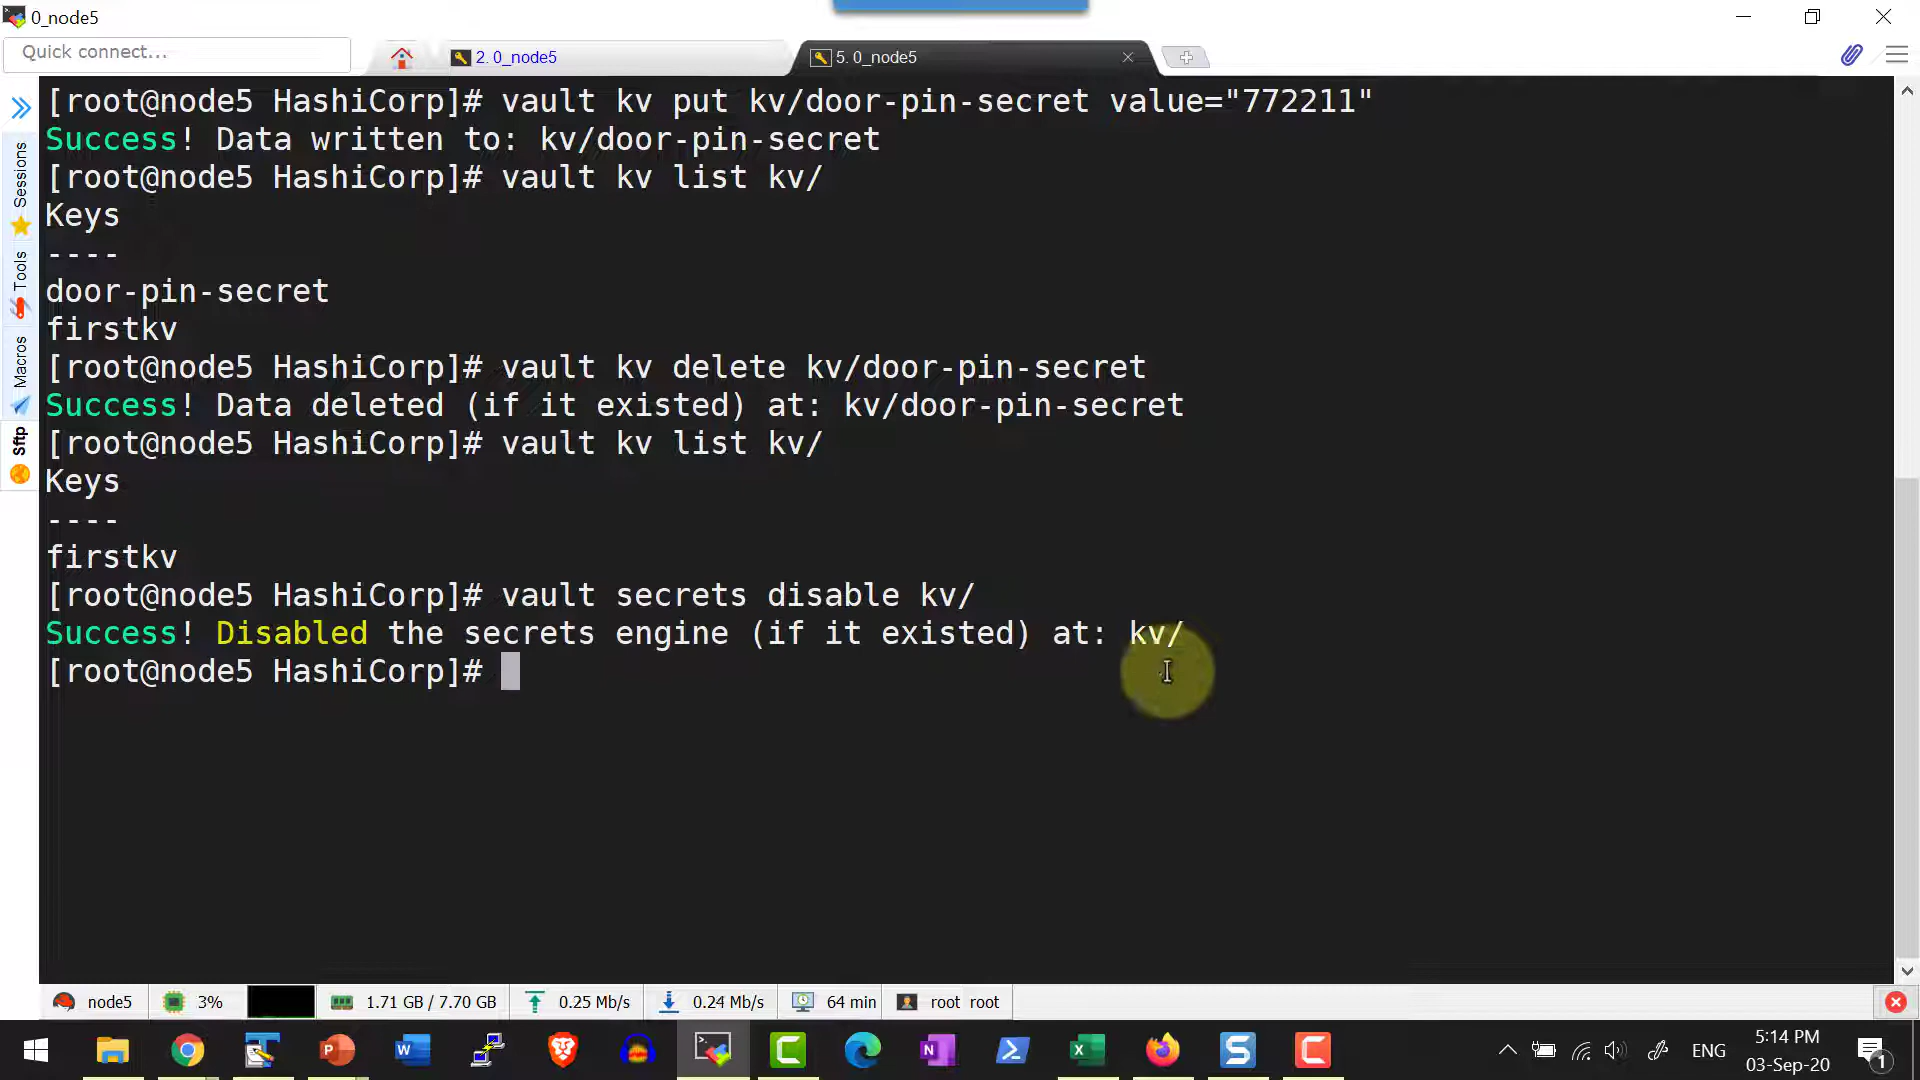 0_node5
Quick connect...
2. 0_node5
5. 0_node5
Sessions
Tools
Macros
Sftp
[root@node5 HashiCorp]# vault kv put kv/door-pin-secret value="772211"
Success! Data written to: kv/door-pin-secret
[root@node5 HashiCorp]# vault kv list kv/
Keys
----
door-pin-secret
firstkv
[root@node5 HashiCorp]# vault kv delete kv/door-pin-secret
Success! Data deleted (if it existed) at: kv/door-pin-secret
[root@node5 HashiCorp]# vault kv list kv/
Keys
----
firstkv
[root@node5 HashiCorp]# vault secrets disable kv/
Success! Disabled the secrets engine (if it existed) at: kv/
[root@node5 HashiCorp]#
node5 3% 1.71 GB / 7.70 GB 0.25 Mb/s 0.24 Mb/s 64 min root root
ENG
5:14 PM
03-Sep-20
1